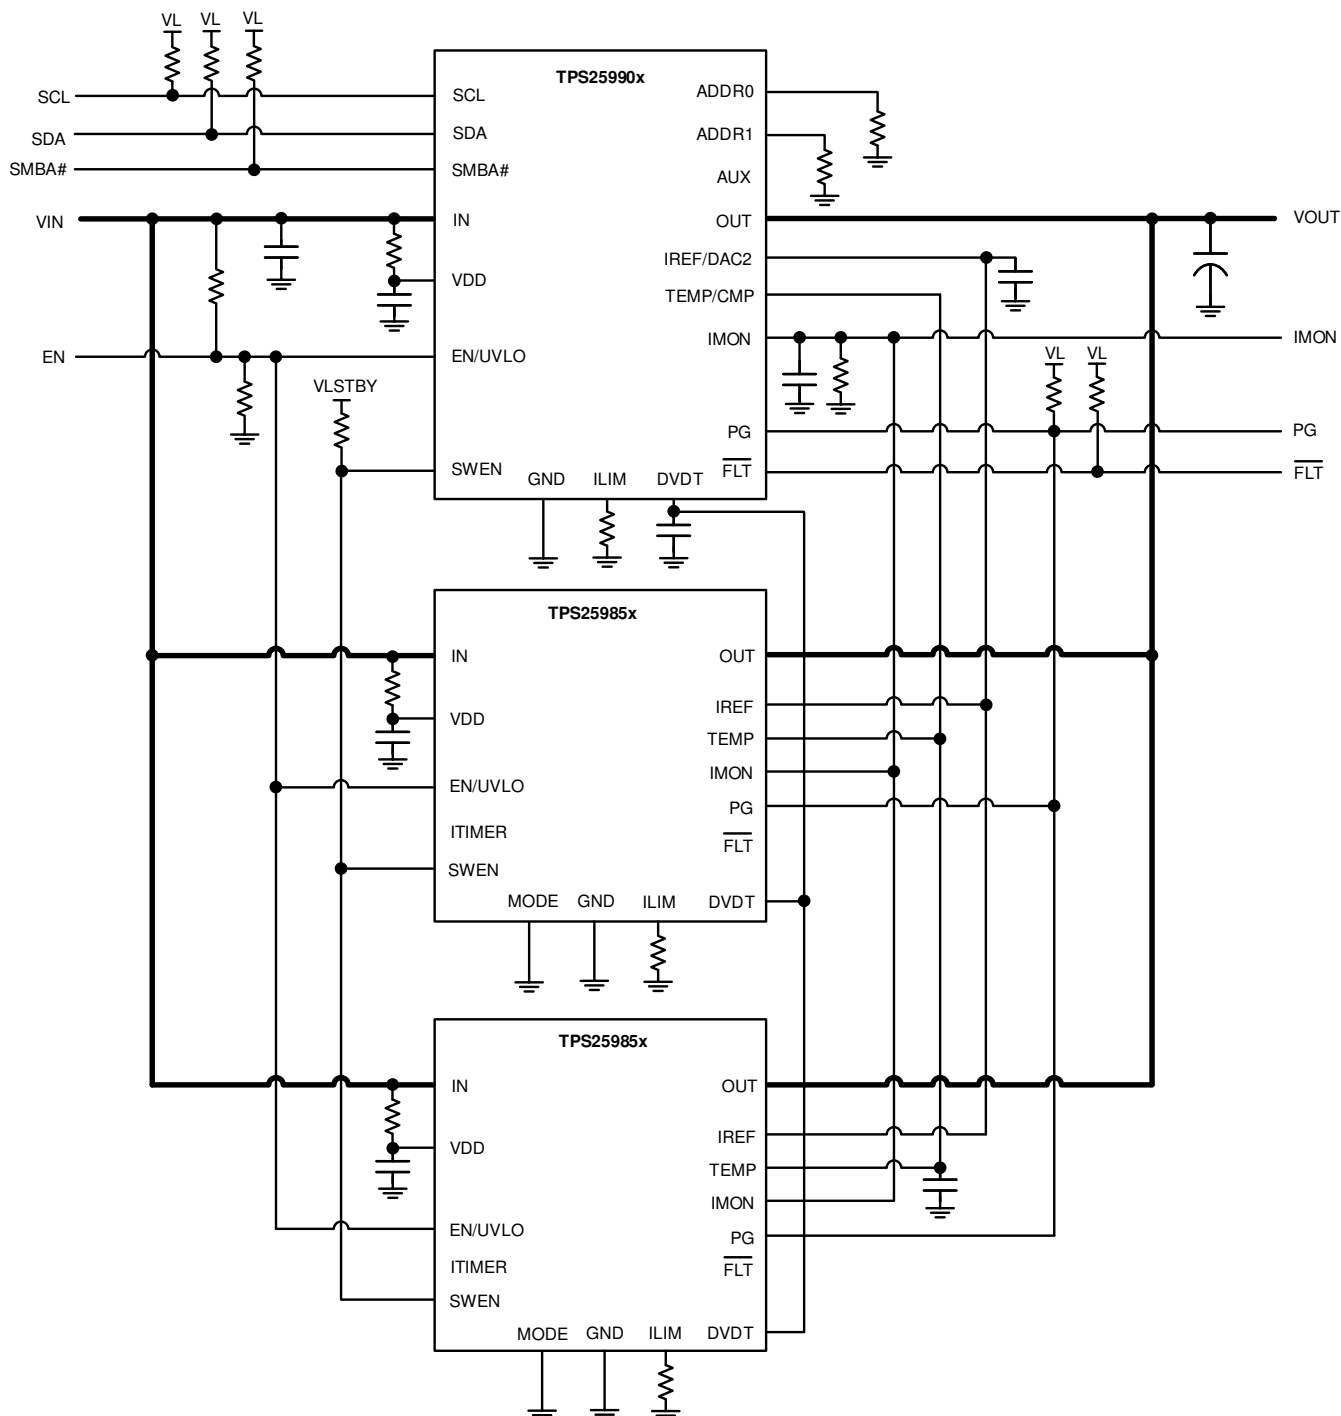 VL VL VL
TPS25990x
SCL SCL ADDR0
SDA SDA ADDR1
SMBA# SMBA# AUX
VIN IN OUT VOUT
IREF/DAC2
VDD TEMP/CMP
IMON IMON
EN EN/UVLO VL VL
VLSTBY
PG PG
SWEN GND ILIM DVDT FLT FLT
TPS25985x
IN OUT
IREF
VDD TEMP
IMON
EN/UVLO PG
ITIMER FLT
SWEN
MODE GND ILIM DVDT
TPS25985x
IN OUT
IREF
VDD TEMP
IMON
EN/UVLO PG
ITIMER FLT
SWEN
MODE GND ILIM DVDT